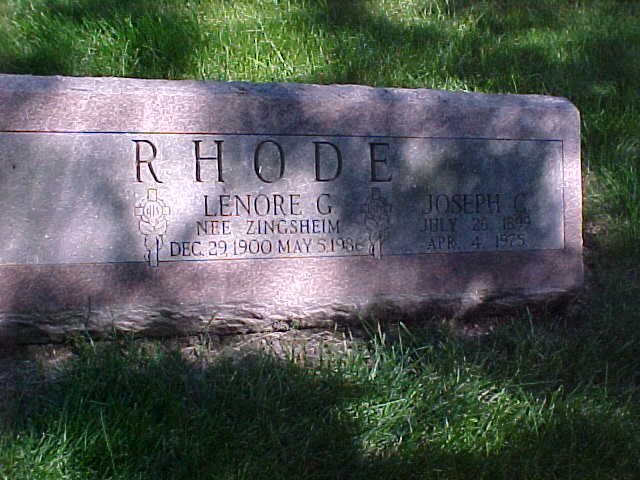 RHODE
LENORE G.
NEE ZINGSHEIM
DEC. 29, 1900 MAY 5, 1986
JOSEPH C.
JULY 26, 1899
APR. 4, 1975